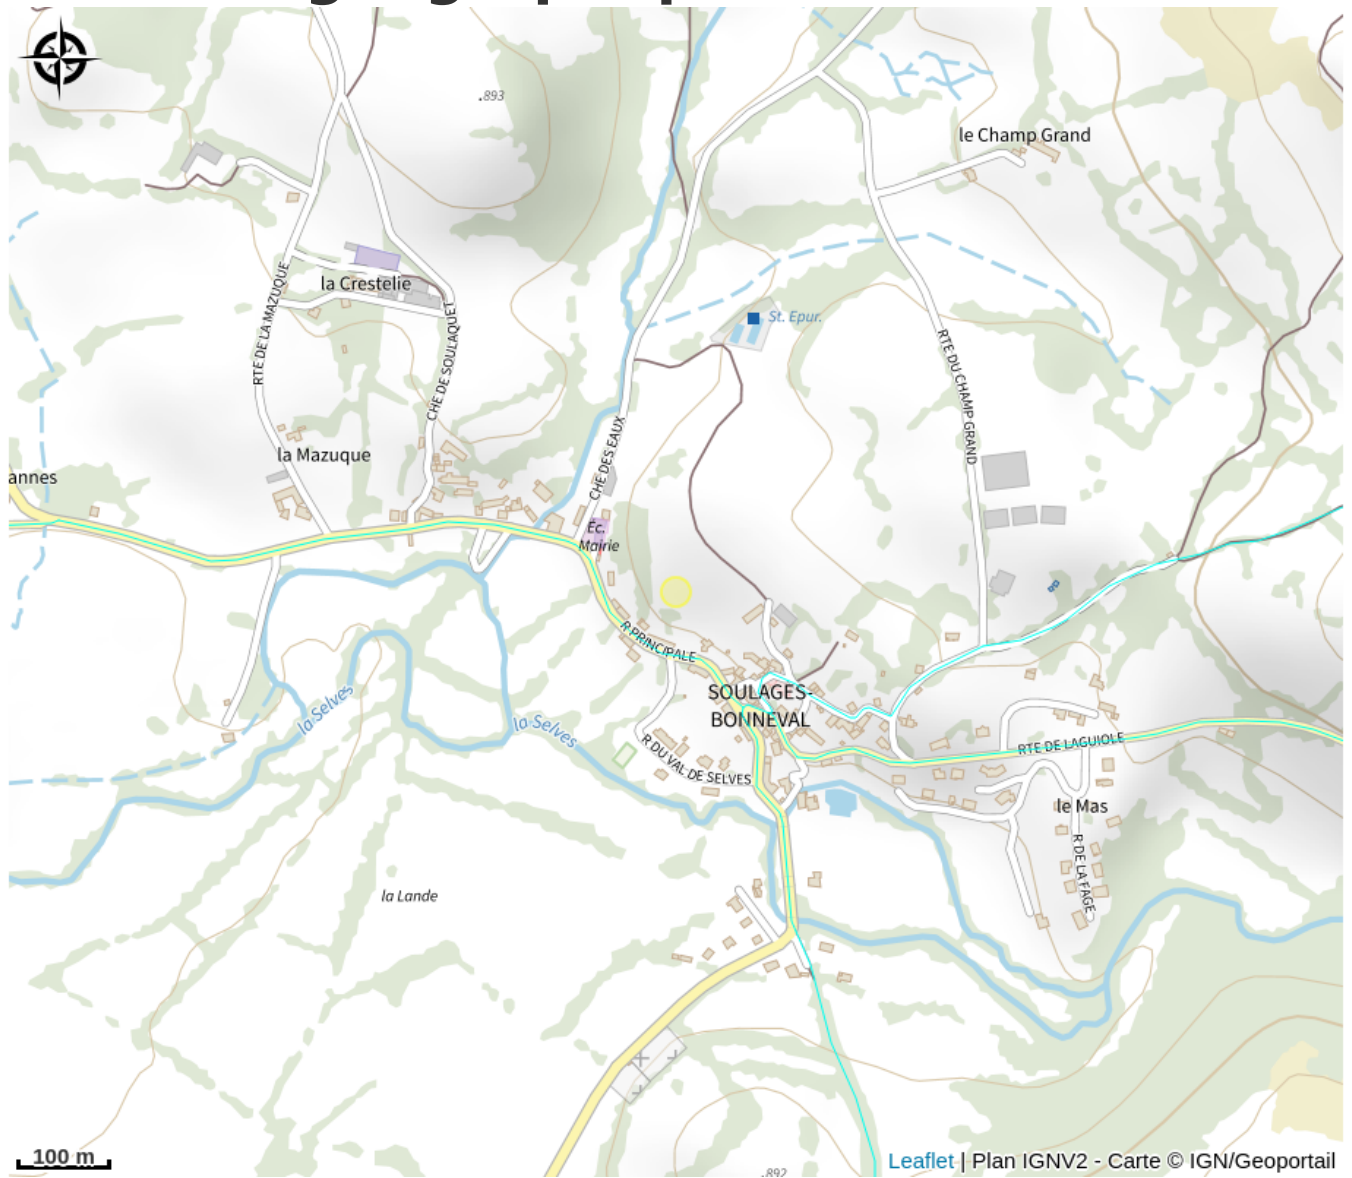 893
le Champ Grand
la Crestelie
RTE DE LA MAZUQUE
CHE DE SOULAQUET
St. Epur.
RTE DU CHAMP GRAND
CHE DES EAUX
la Mazuque
annes
Éc.
Mairie
R PRINCIPALE
SOULAGES-
BONNEVAL
la Selves
la Selves
R DU VAL DE SELVES
RTE DE LAGUIOLE
le Mas
R DE LA FAGE
la Lande
100 m
892
Leaflet | Plan IGNV2 - Carte © IGN/Geoportail